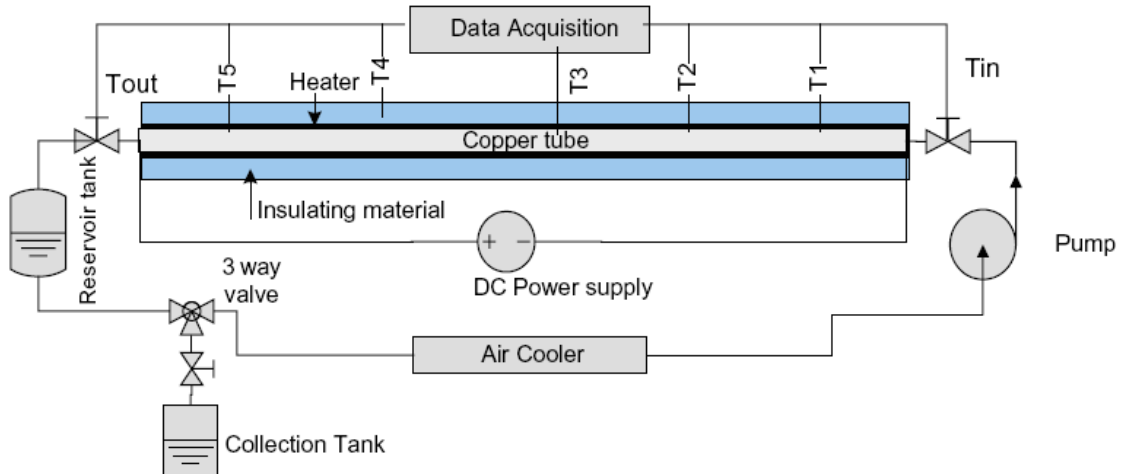 Data Acquisition
Tout
T5
Heater
T4
T3
T2
T1
Tin
Copper tube
Reservoir tank
Insulating material
+ -
DC Power supply
Pump
3 way
valve
Air Cooler
Collection Tank